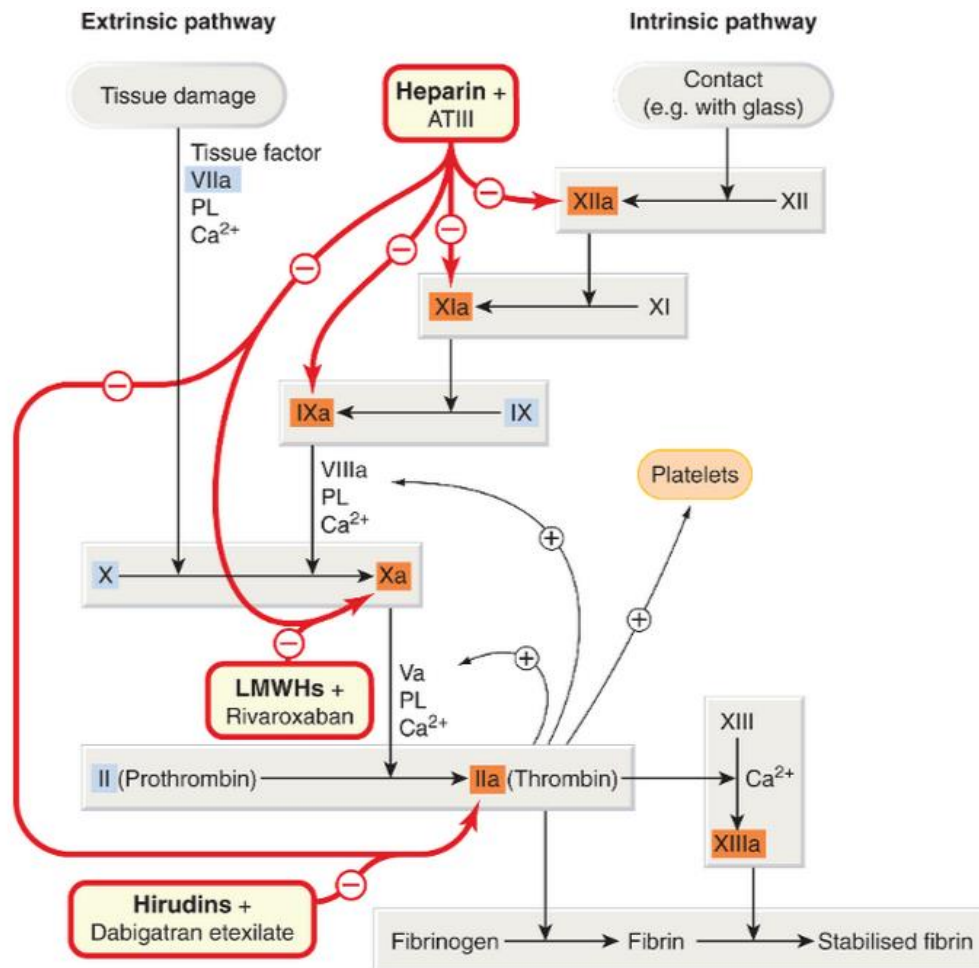 Extrinsic pathway
Intrinsic pathway
Tissue damage
Heparin +
ATIII
Contact
(e.g. with glass)
Tissue factor
VIIa
PL
Ca²⁺
XIIa
XII
XIa
XI
IXa
IX
VIIIa
PL
Ca²⁺
Platelets
X
Xa
LMWHs +
Rivaroxaban
Va
PL
Ca²⁺
XIII
Ca²⁺
XIIIa
II (Prothrombin)
IIa (Thrombin)
Hirudins +
Dabigatran etexilate
Fibrinogen
Fibrin
Stabilised fibrin